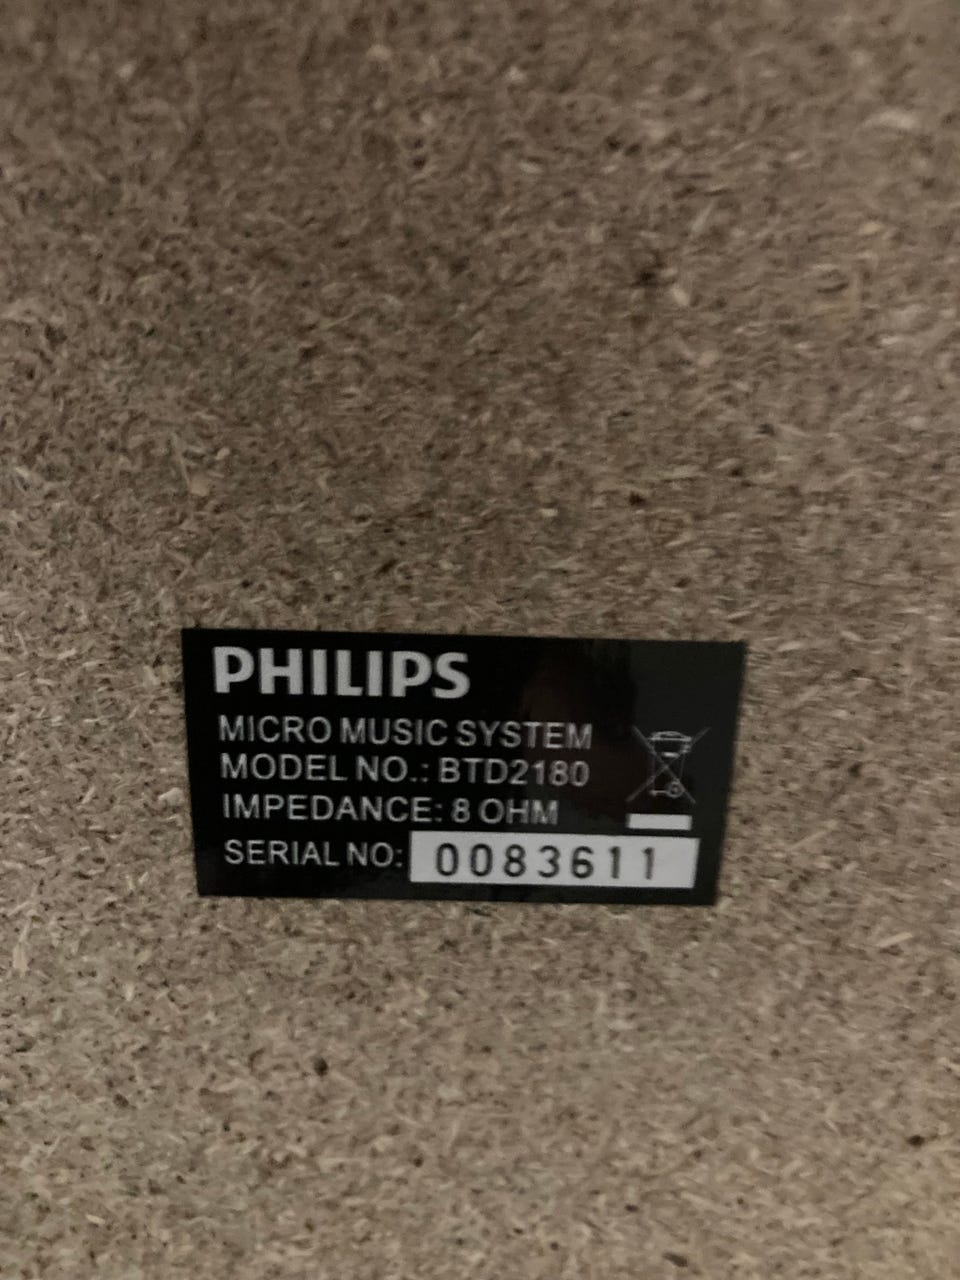 PHILIPS
MICRO MUSIC SYSTEM
MODEL NO.: BTD2180
IMPEDANCE: 8 OHM
SERIAL NO: 0083611